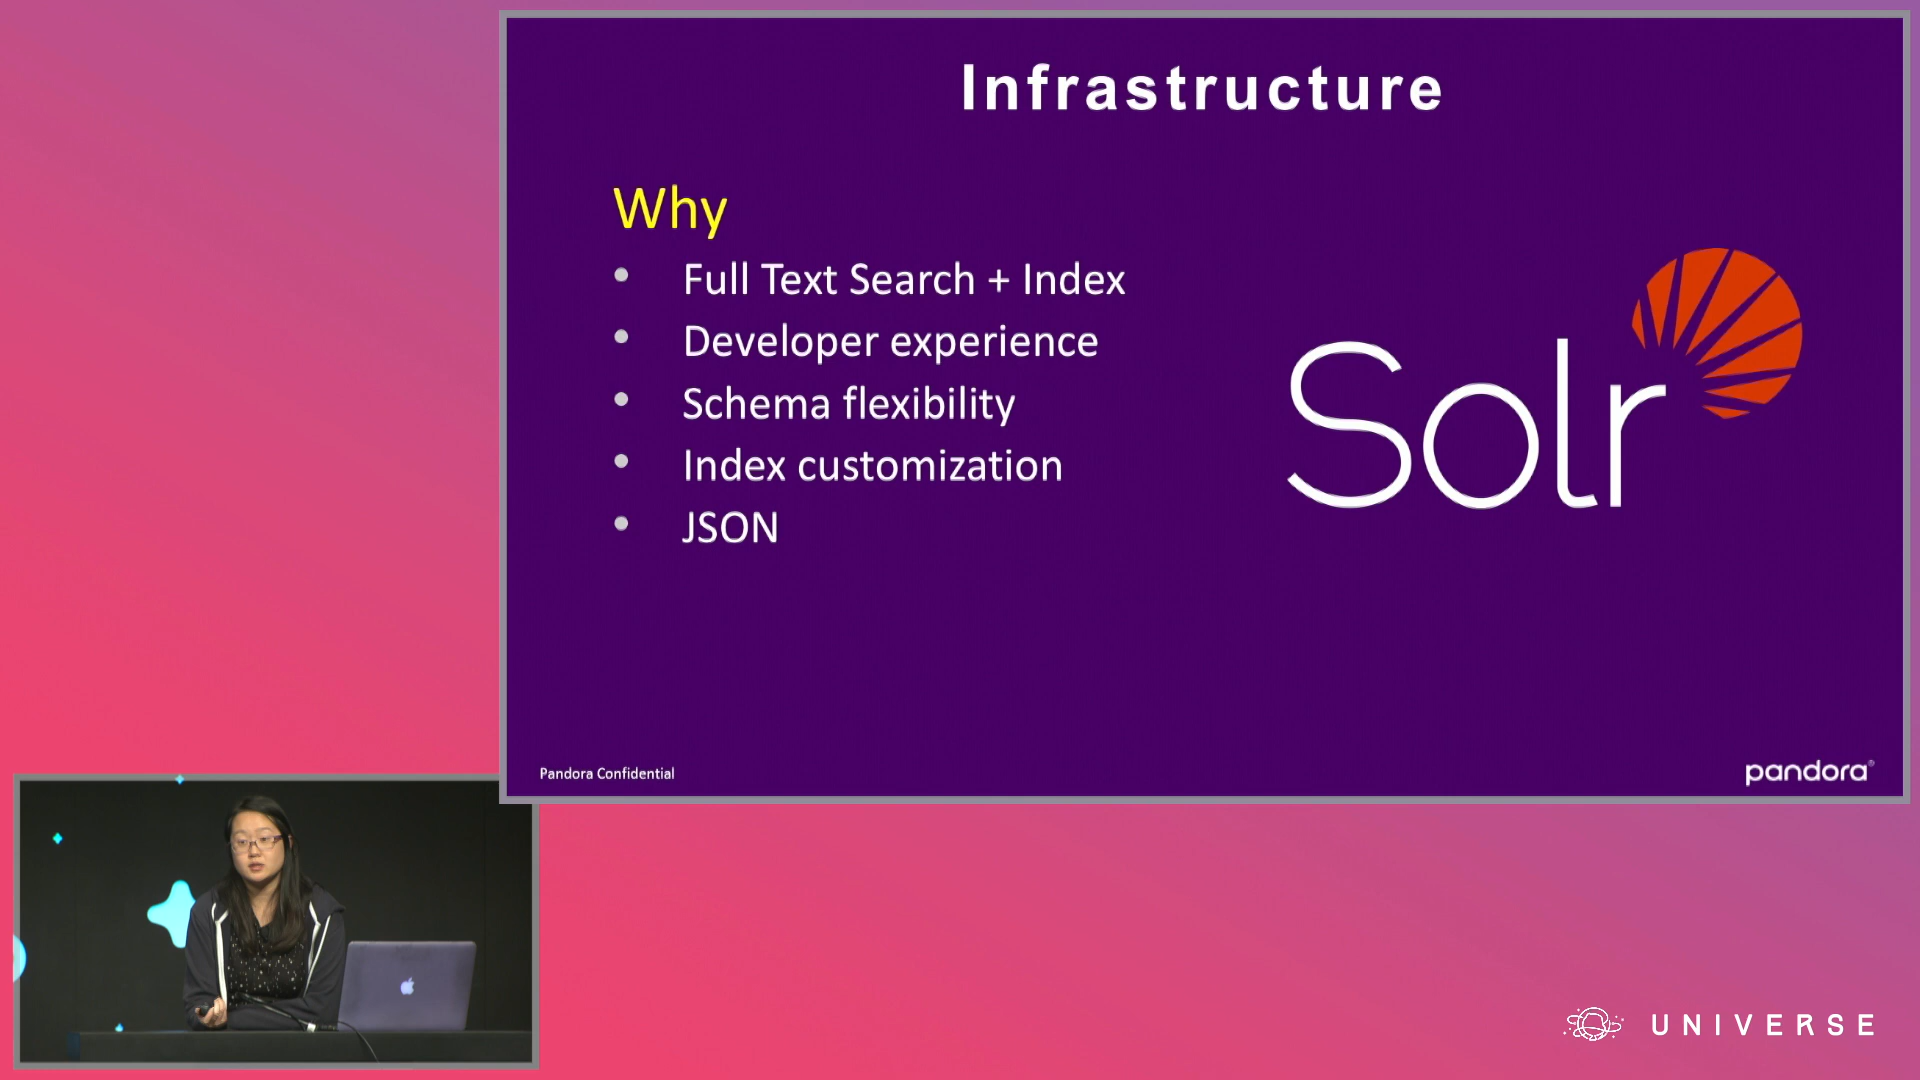 Infrastructure
Why
• Full Text Search + Index
• Developer experience
• Schema flexibility
• Index customization
• JSON
Solr
Pandora Confidential
pandora®
UNIVERSE